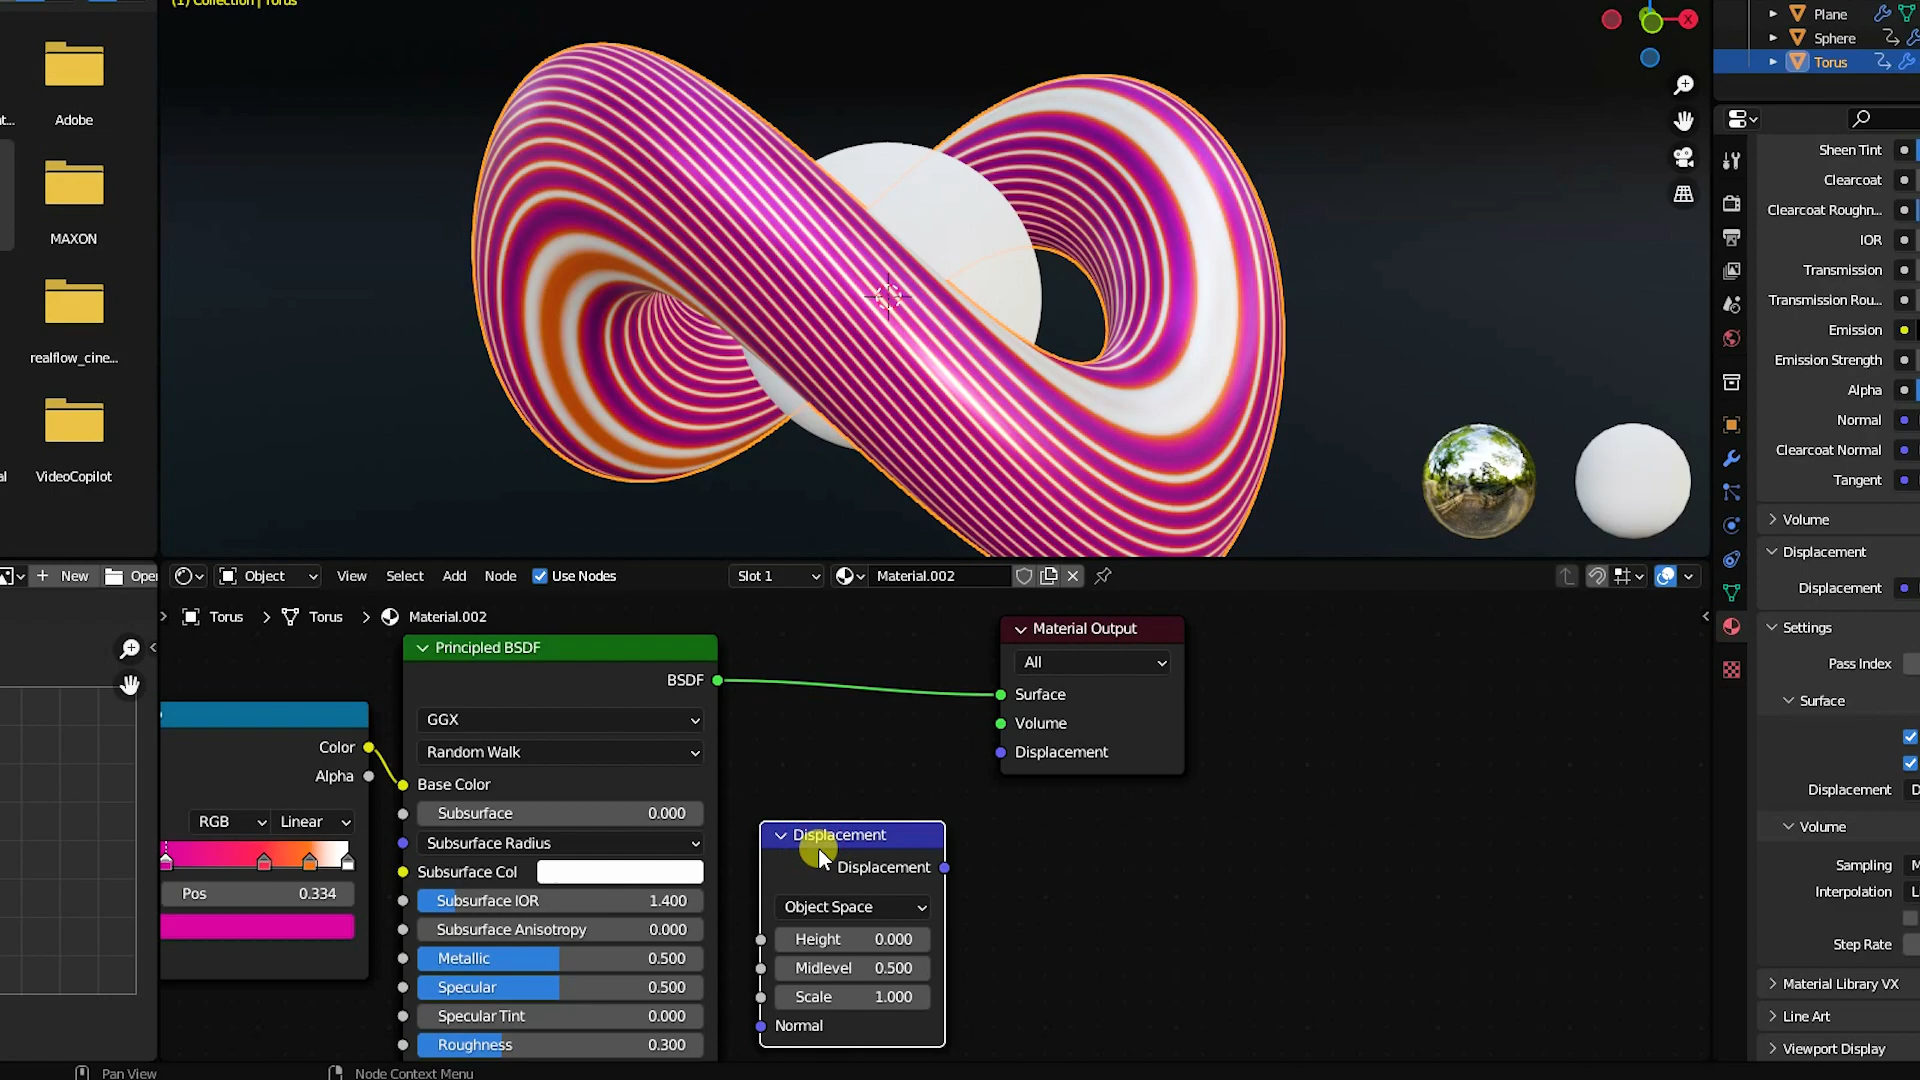 (1) Collection | Torus
Adobe
MAXON
realflow_cine...
VideoCopilot
X
Plane
Sphere
Torus
Sheen Tint
Clearcoat
Clearcoat Roughn...
IOR
Transmission
Transmission Rou...
Emission
Emission Strength
Alpha
Normal
Clearcoat Normal
Tangent
Volume
Displacement
Displacement
Settings
Pass Index
Surface
Displacement D
Volume
Sampling M
Interpolation L
Step Rate
Material Library VX
Line Art
Viewport Display
New Open
Object View Select Add Node Use Nodes Slot 1 Material.002
Torus > Torus > Material.002
Color
Alpha
RGB Linear
Pos 0.334
Principled BSDF
BSDF
GGX
Random Walk
Base Color
Subsurface 0.000
Subsurface Radius
Subsurface Col
Subsurface IOR 1.400
Subsurface Anisotropy 0.000
Metallic 0.500
Specular 0.500
Specular Tint 0.000
Roughness 0.300
Displacement
Displacement
Object Space
Height 0.000
Midlevel 0.500
Scale 1.000
Normal
Material Output
All
Surface
Volume
Displacement
Pan View
Node Context Menu